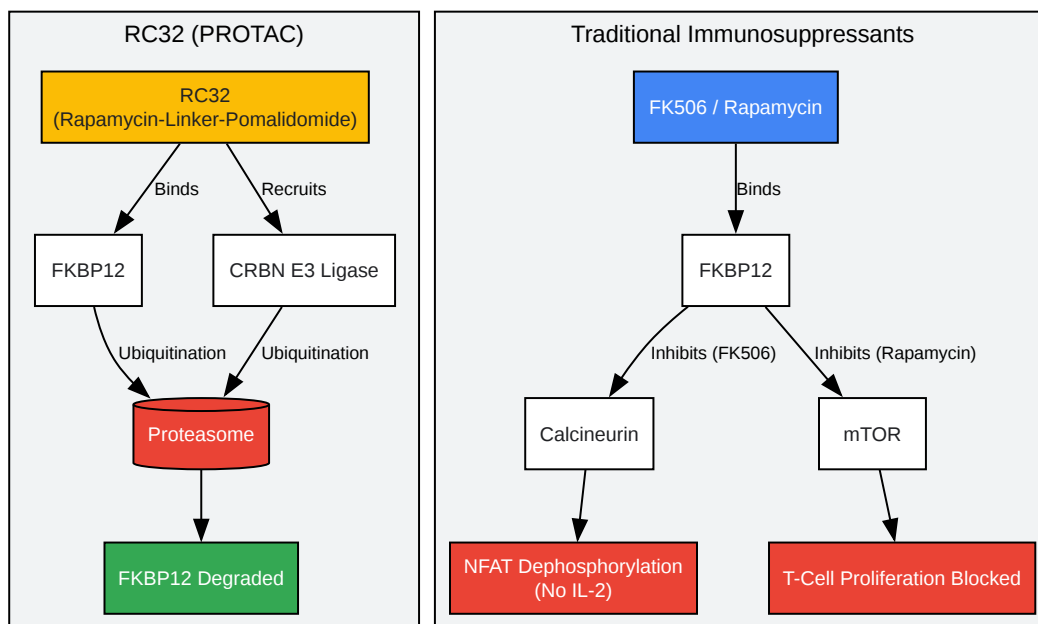 RC32 (PROTAC)
RC32
(Rapamycin-Linker-Pomalidomide)
Binds
Recruits
FKBP12
CRBN E3 Ligase
Ubiquitination
Ubiquitination
Proteasome
FKBP12 Degraded
Traditional Immunosuppressants
FK506 / Rapamycin
Binds
FKBP12
Inhibits (FK506)
Inhibits (Rapamycin)
Calcineurin
mTOR
NFAT Dephosphorylation
(No IL-2)
T-Cell Proliferation Blocked